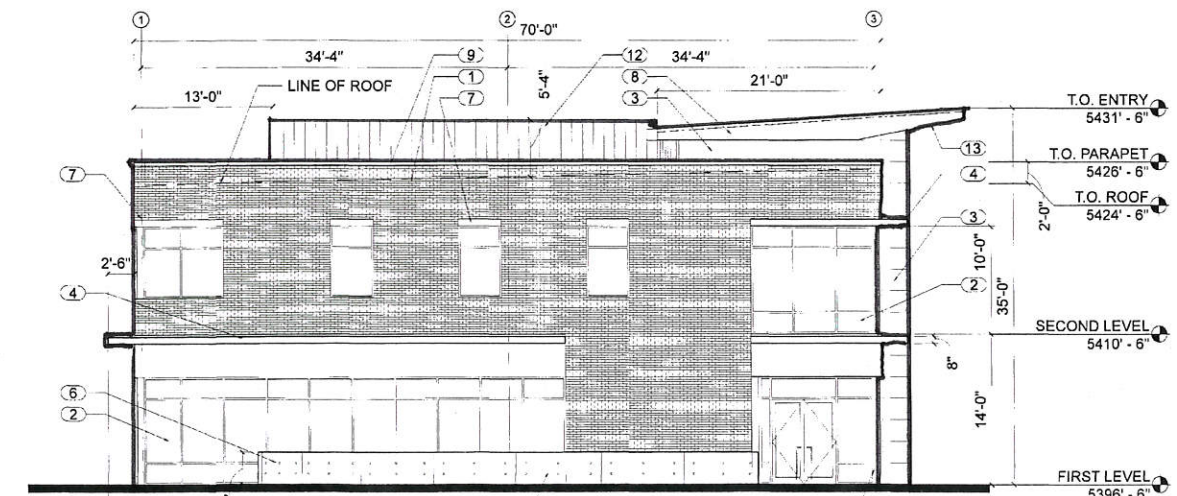 1
2
3
70'-0"
34'-4"
9
12
34'-4"
1
8
21'-0"
13'-0"
LINE OF ROOF
7
5'-4"
3
T.O. ENTRY
5431' - 6"
13
T.O. PARAPET
5426' - 6"
7
4
T.O. ROOF
5424' - 6"
2'-0"
3
10'-0"
2'-6"
2
35'-0"
4
SECOND LEVEL
5410' - 6"
8"
6
2
14'-0"
FIRST LEVEL
5396' - 6"